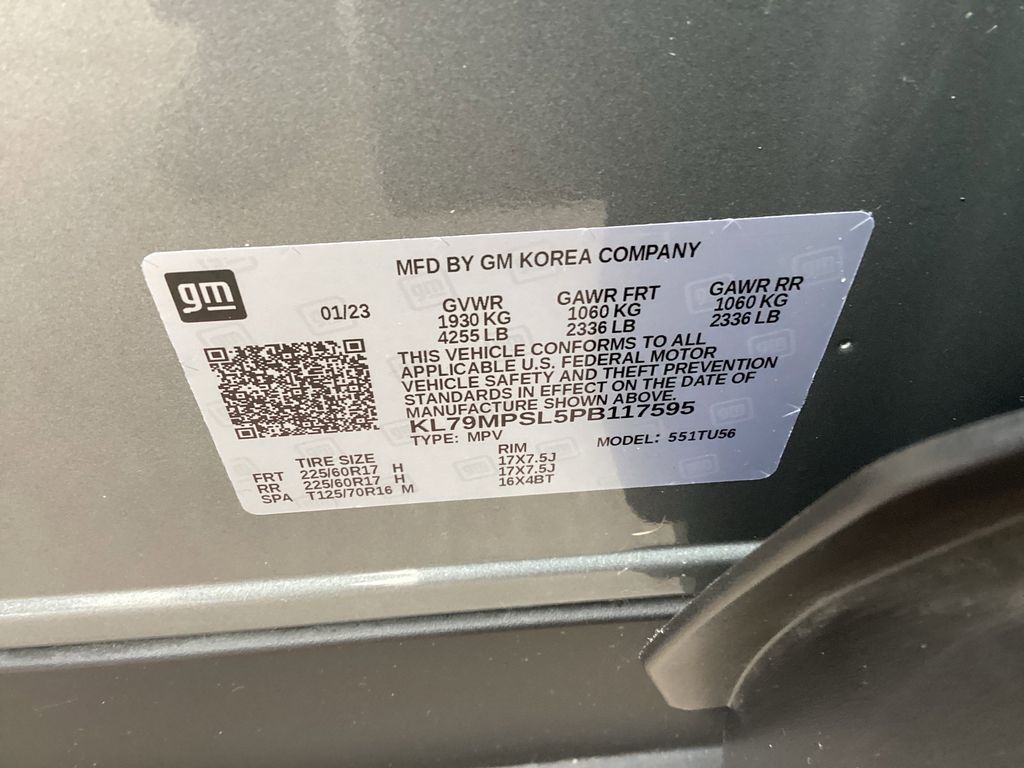 MFD BY GM KOREA COMPANY
gm
01/23
GVWR GAWR FRT GAWR RR
1930 KG 1060 KG 1060 KG
4255 LB 2336 LB 2336 LB
THIS VEHICLE CONFORMS TO ALL
APPLICABLE U.S. FEDERAL MOTOR
VEHICLE SAFETY AND THEFT PREVENTION
STANDARDS IN EFFECT ON THE DATE OF
MANUFACTURE SHOWN ABOVE.
KL79MPSL5PB117595
TYPE: MPV MODEL: 551TU56
TIRE SIZE RIM
FRT 225/60R17 H 17X7.5J
RR 225/60R17 H 17X7.5J
SPA T125/70R16 M 16X4BT